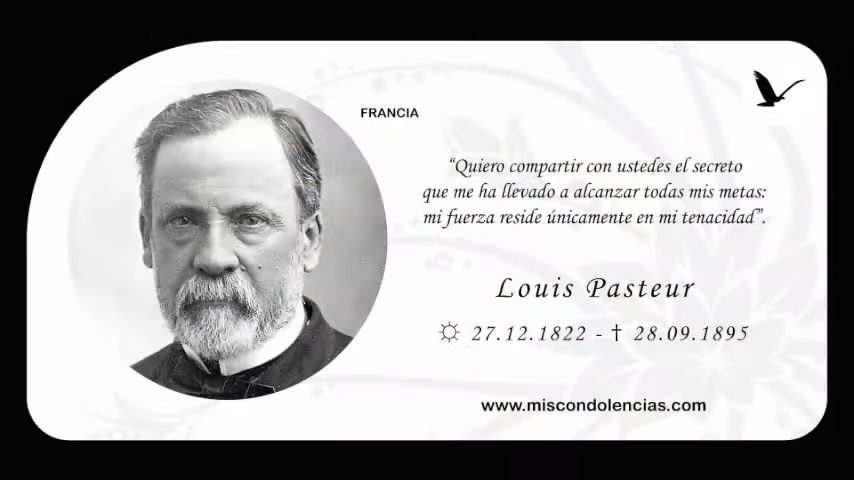 FRANCIA
“Quiero compartir con ustedes el secreto
que me ha llevado a alcanzar todas mis metas:
mi fuerza reside únicamente en mi tenacidad”.
Louis Pasteur
☼ 27.12.1822 - † 28.09.1895
www.miscondolencias.com